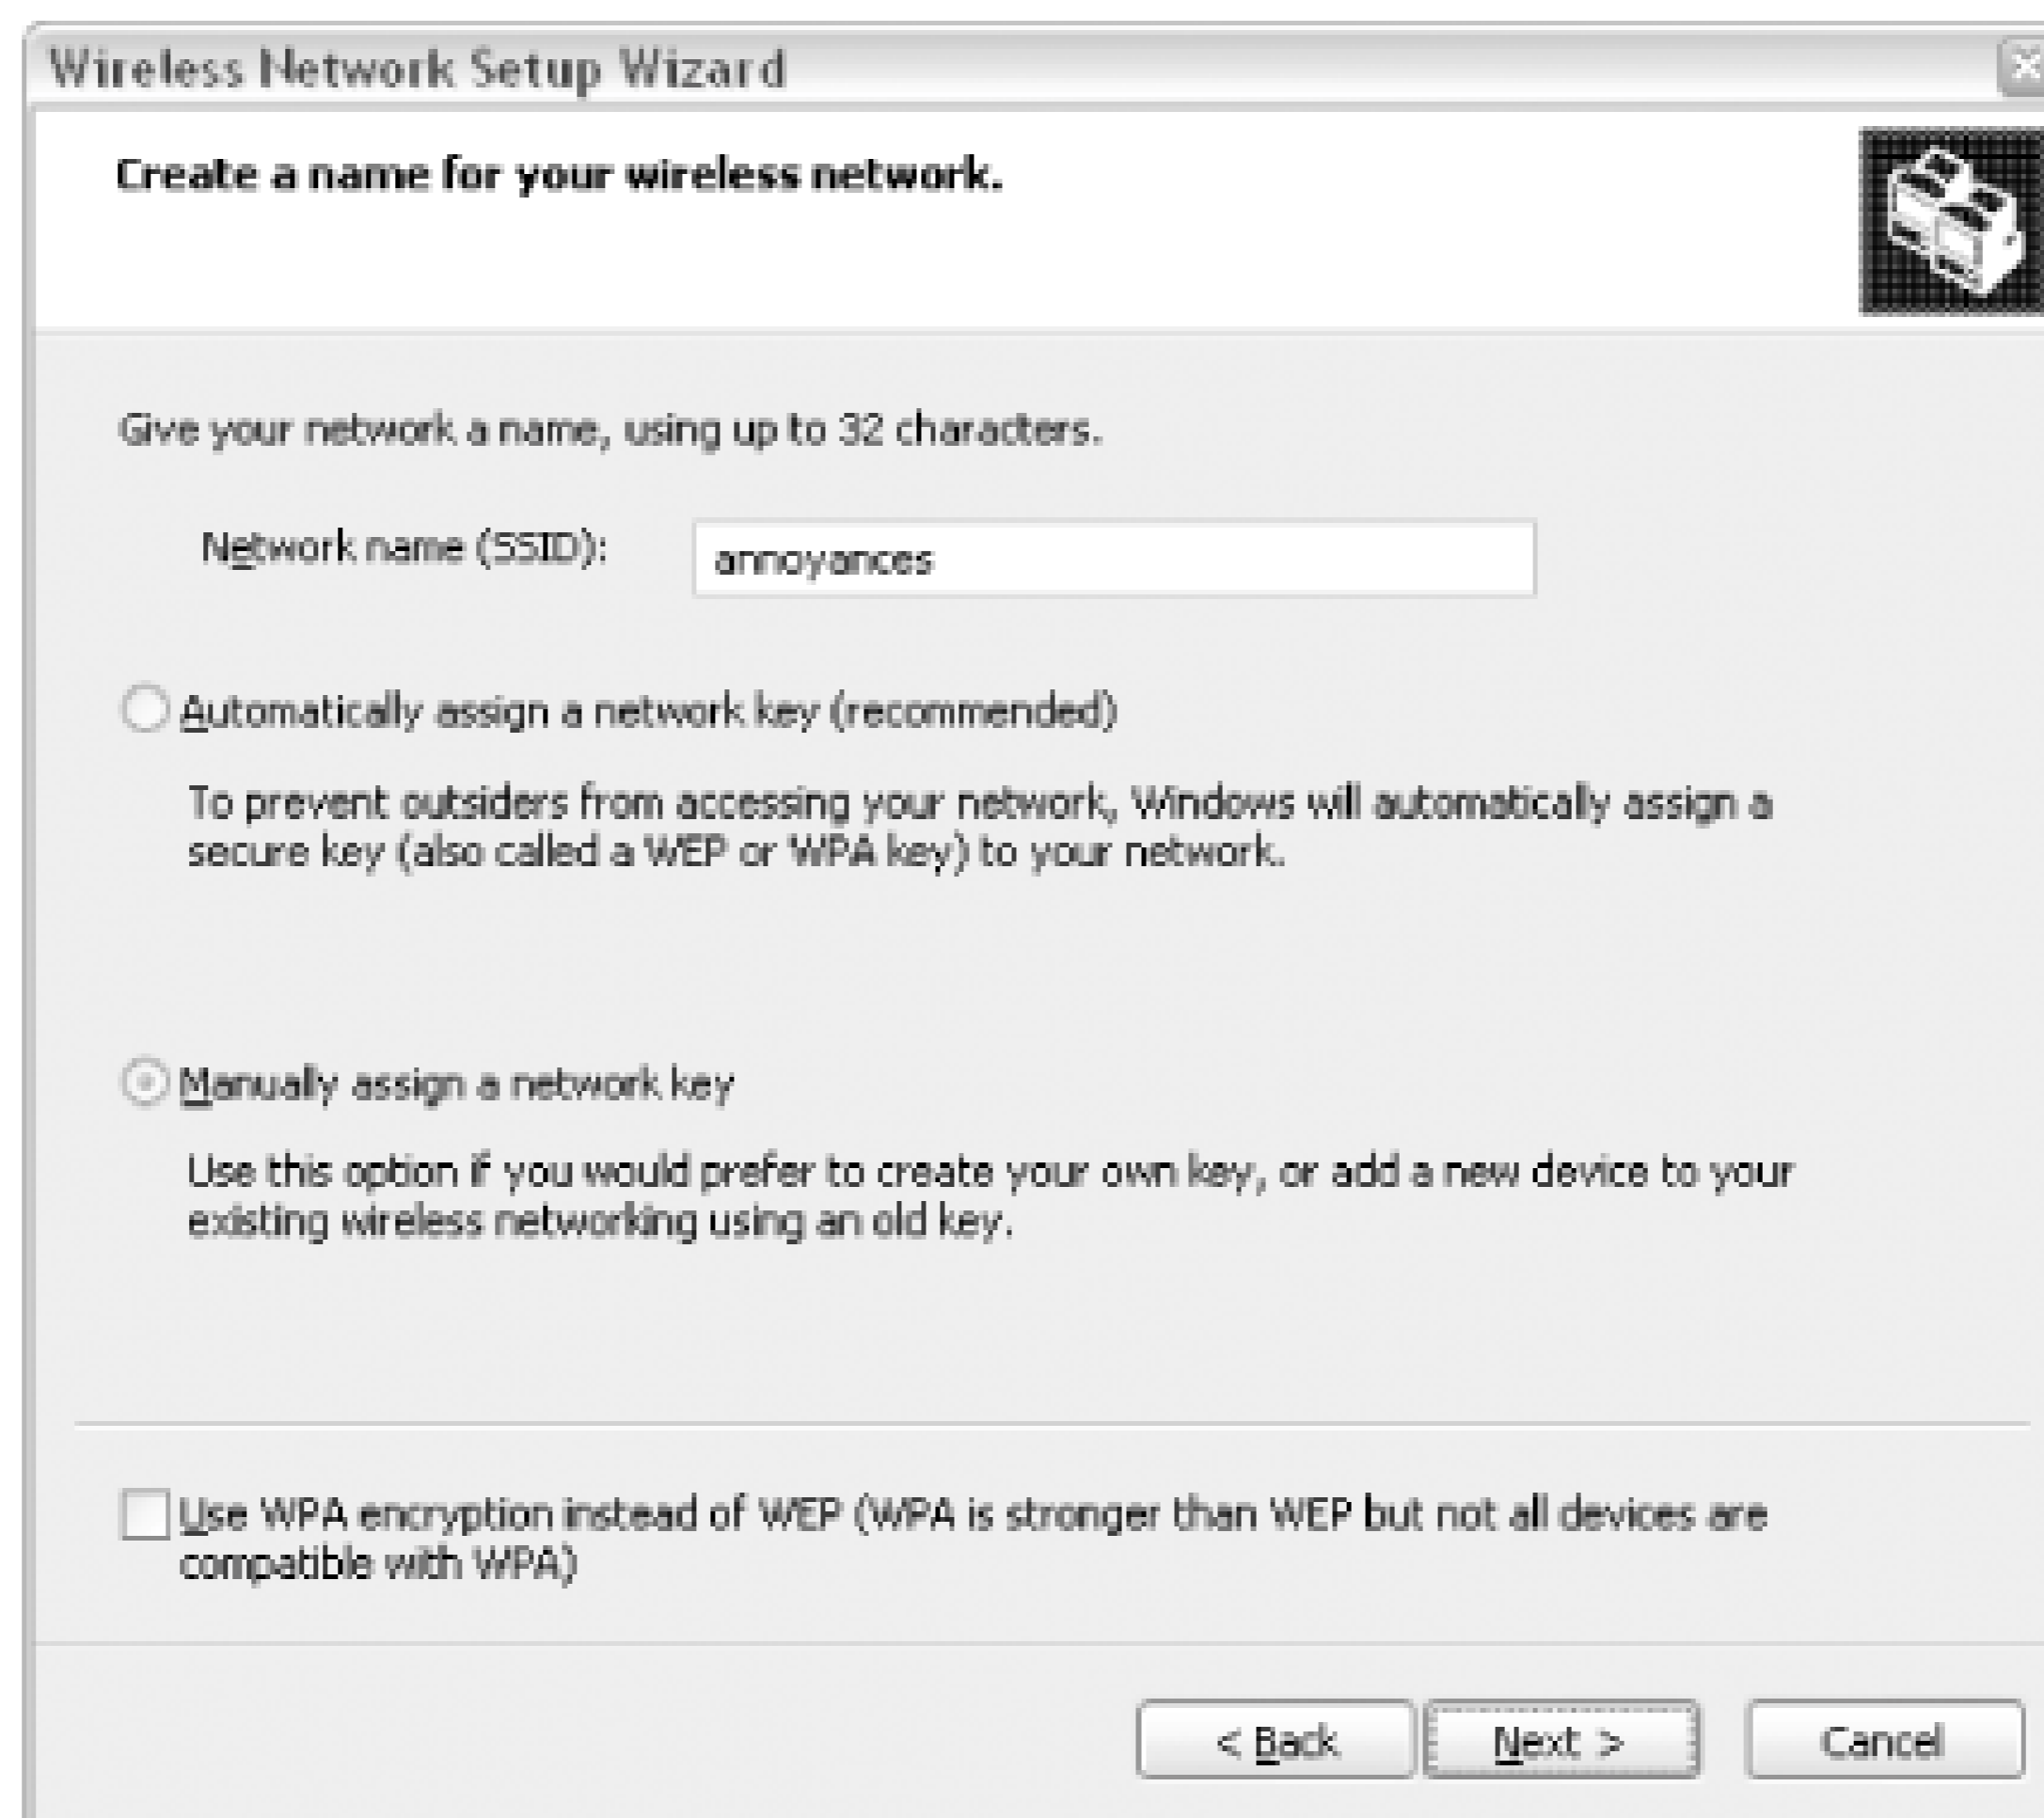 Wireless Network Setup Wizard
Create a name for your wireless network.
Give your network a name, using up to 32 characters.
Network name (SSID):
annoyances
Automatically assign a network key (recommended)
To prevent outsiders from accessing your network, Windows will automatically assign a
secure key (also called a WEP or WPA key) to your network.
Manually assign a network key
Use this option if you would prefer to create your own key, or add a new device to your
existing wireless networking using an old key.
Use WPA encryption instead of WEP (WPA is stronger than WEP but not all devices are
compatible with WPA)
< Back
Next >
Cancel